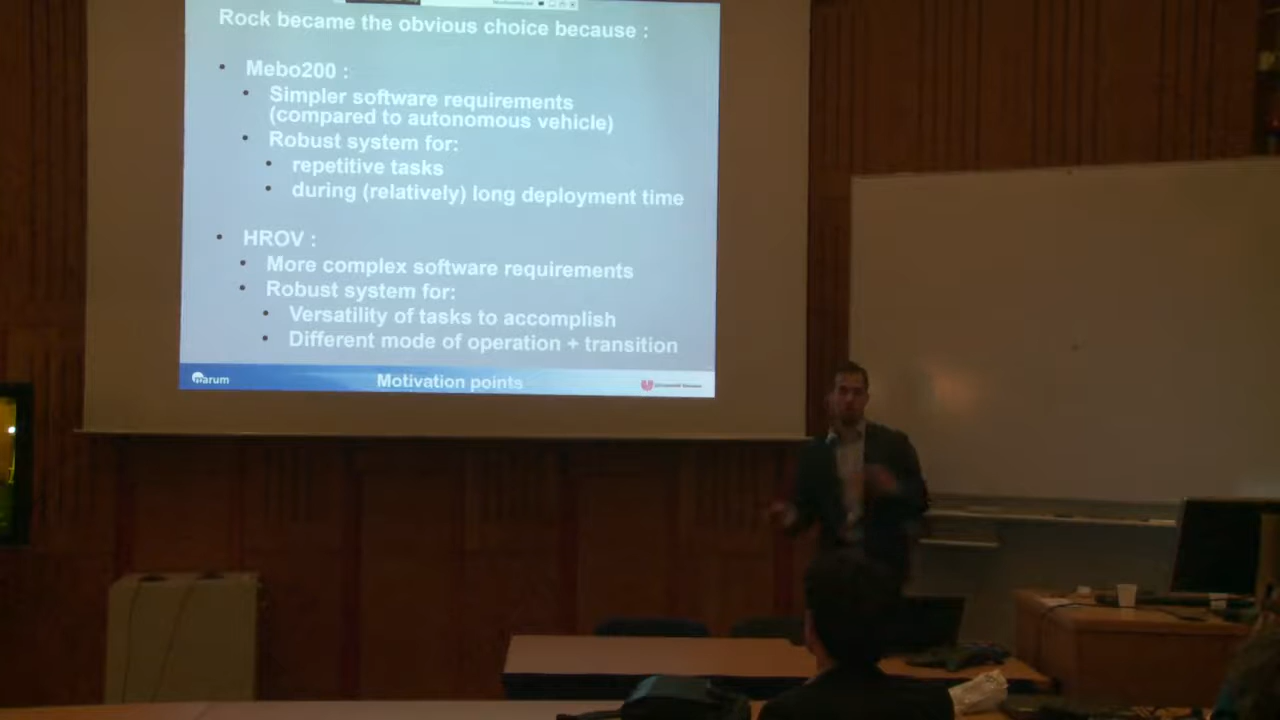 Rock became the obvious choice because :
• Mebo200 :
• Simpler software requirements
(compared to autonomous vehicle)
• Robust system for:
• repetitive tasks
• during (relatively) long deployment time
• HROV :
• More complex software requirements
• Robust system for:
• Versatility of tasks to accomplish
• Different mode of operation + transition
marum
Motivation points